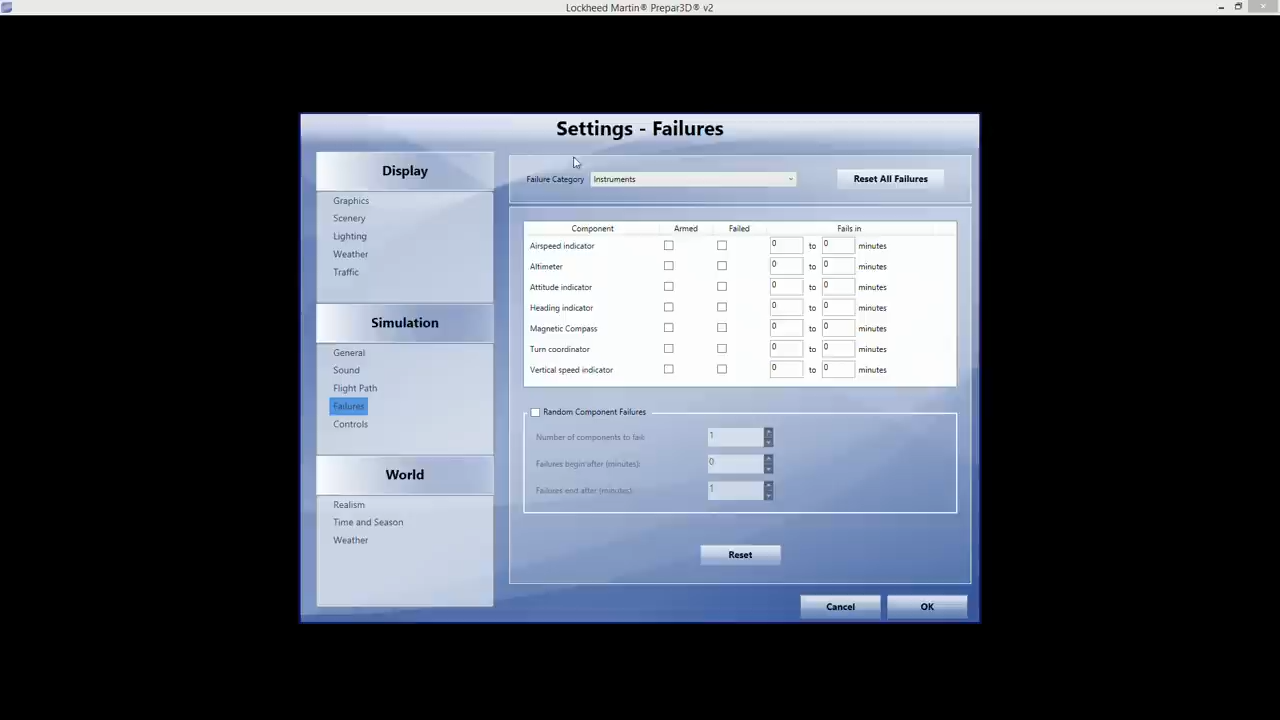 Lockheed Martin® Prepar3D® v2
Settings - Failures
Display
Graphics
Scenery
Lighting
Weather
Traffic
Simulation
General
Sound
Flight Path
Failures
Controls
World
Realism
Time and Season
Weather
Failure Category Instruments Reset All Failures
Component Armed Failed Fails in
Airspeed indicator 0 to 0 minutes
Altimeter 0 to 0 minutes
Attitude indicator 0 to 0 minutes
Heading indicator 0 to 0 minutes
Magnetic Compass 0 to 0 minutes
Turn coordinator 0 to 0 minutes
Vertical speed indicator 0 to 0 minutes
Random Component Failures
Number of components to fail: 1
Failures begin after (minutes): 0
Failures end after (minutes): 1
Reset
Cancel OK